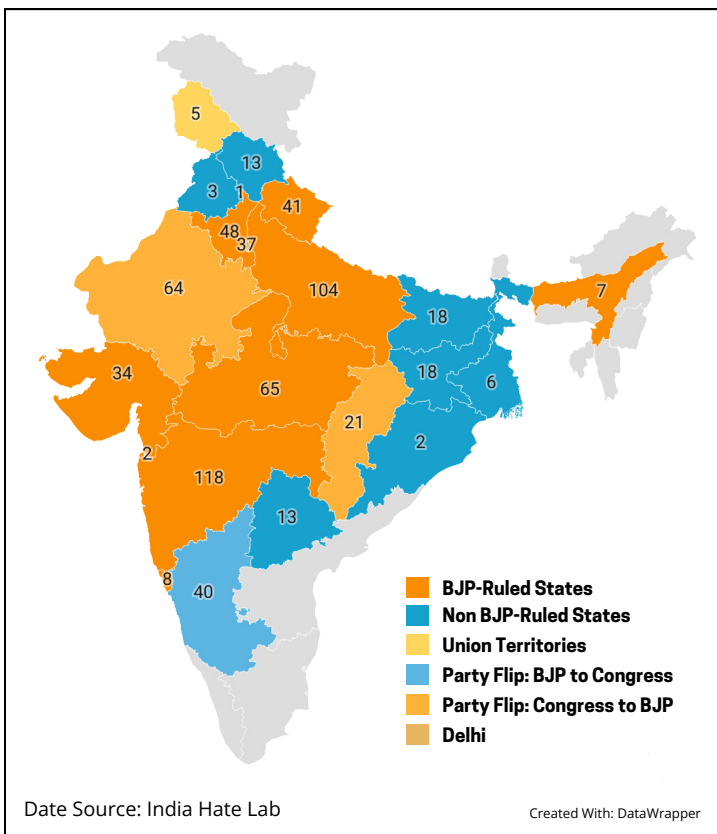 5
13
3
1
41
48
37
64
104
7
18
34
18
6
65
21
2
2
118
13
8
40
BJP-Ruled States
Non BJP-Ruled States
Union Territories
Party Flip: BJP to Congress
Party Flip: Congress to BJP
Delhi
Date Source: India Hate Lab
Created With: DataWrapper